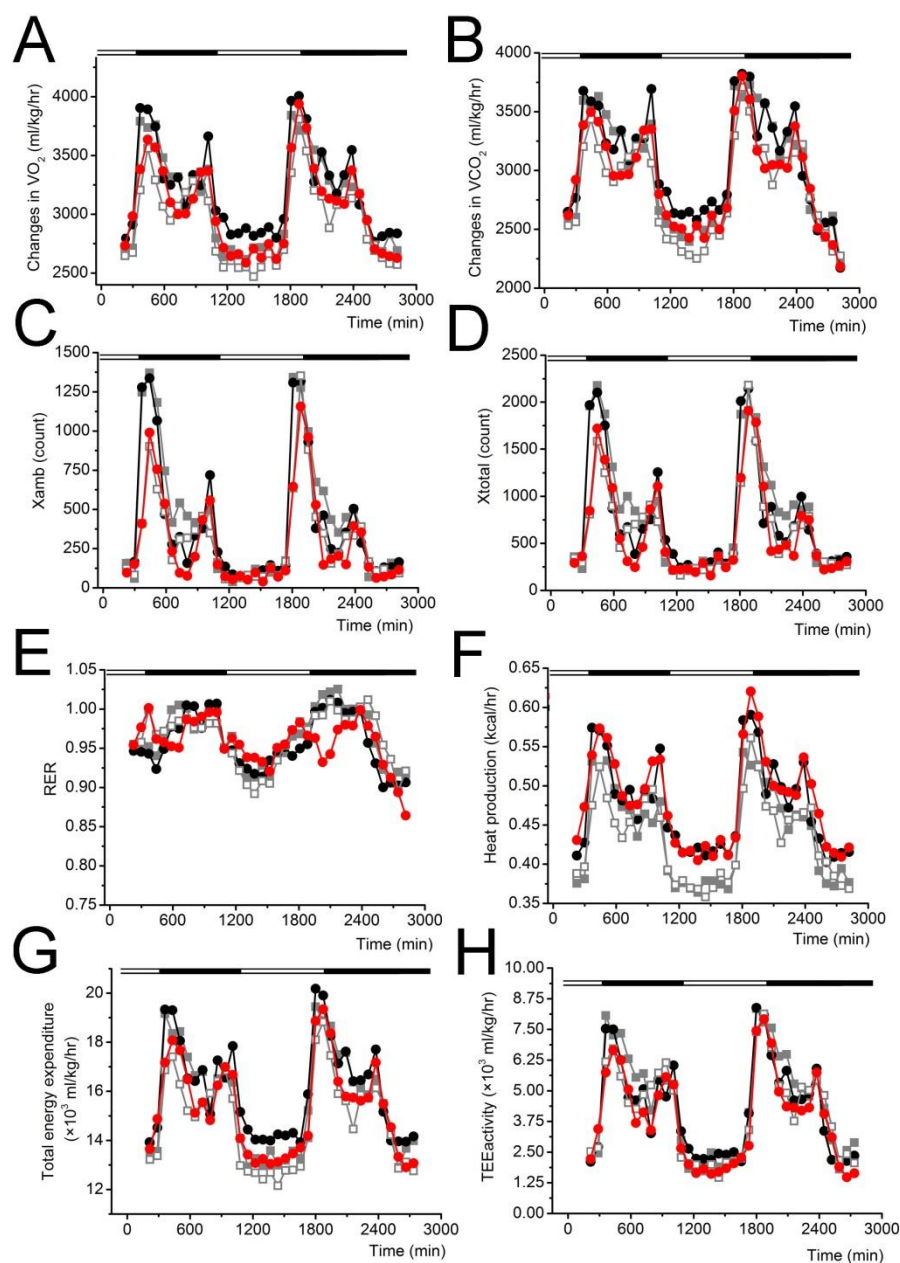 A
Changes in VO2 (ml/kg/hr)
4000
3500
3000
2500
0 600 1200 1800 2400 3000
Time (min)
B
Changes in VCO2 (ml/kg/hr)
4000
3500
3000
2500
2000
0 600 1200 1800 2400 3000
Time (min)
C
Xamb (count)
1500
1250
1000
750
500
250
0
0 600 1200 1800 2400 3000
Time (min)
D
Xtotal (count)
2500
2000
1500
1000
500
0
0 600 1200 1800 2400 3000
Time (min)
E
RER
1.05
1.00
0.95
0.90
0.85
0.80
0.75
0 600 1200 1800 2400 3000
Time (min)
F
Heat production (kcal/hr)
0.65
0.60
0.55
0.50
0.45
0.40
0.35
0 600 1200 1800 2400 3000
Time (min)
G
Total energy expenditure
(×10³ ml/kg/hr)
20
18
16
14
12
0 600 1200 1800 2400 3000
Time (min)
H
TEEactivity (×10³ ml/kg/hr)
10.00
8.75
7.50
6.25
5.00
3.75
2.50
1.25
0.00
0 600 1200 1800 2400 3000
Time (min)